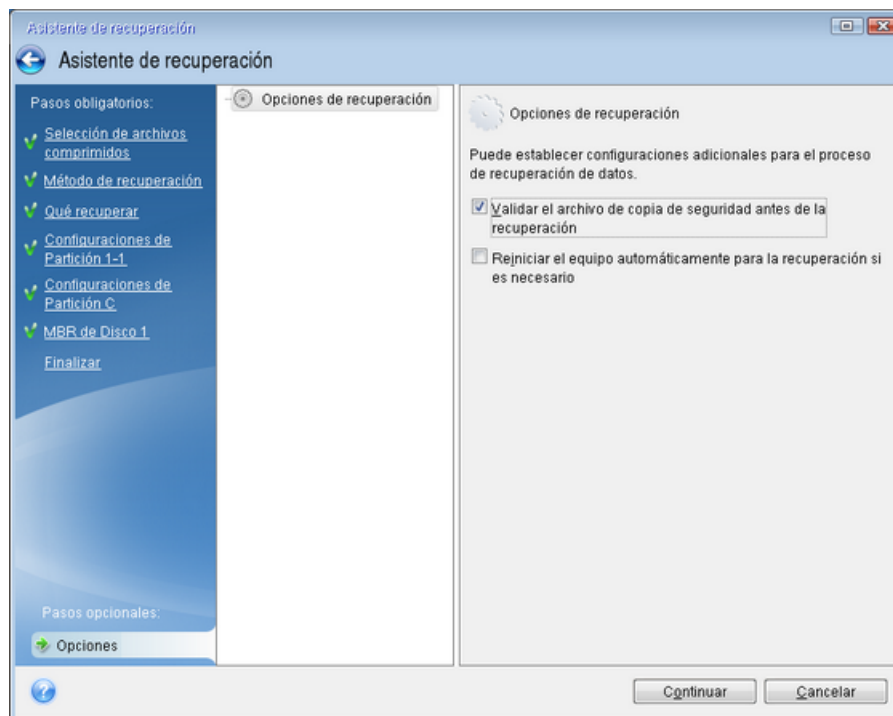 Asistente de recuperación
Asistente de recuperación
Pasos obligatorios:
Selección de archivos
comprimidos
Método de recuperación
Qué recuperar
Configuraciones de
Partición 1-1
Configuraciones de
Partición C
MBR de Disco 1
Finalizar
Pasos opcionales:
Opciones
Opciones de recuperación
Opciones de recuperación
Puede establecer configuraciones adicionales para el proceso
de recuperación de datos.
Validar el archivo de copia de seguridad antes de la
recuperación
Reiniciar el equipo automáticamente para la recuperación si
es necesario
Continuar
Cancelar